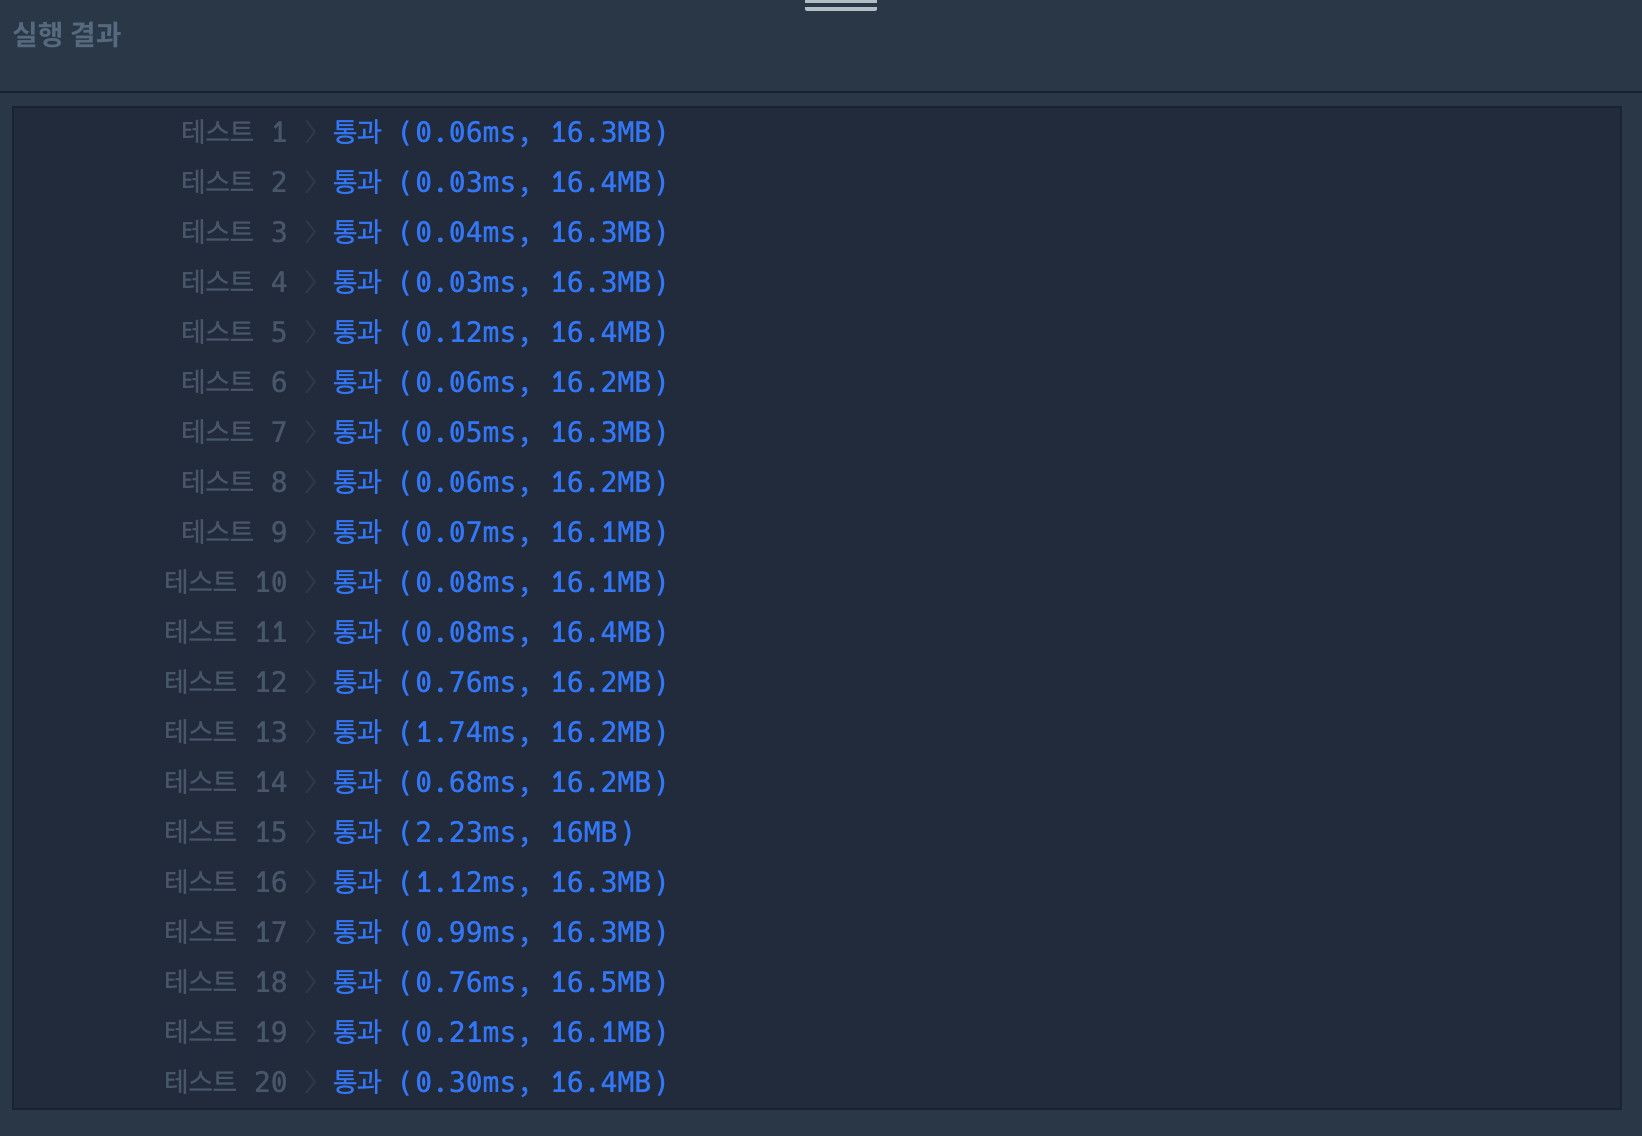 실행 결과
테스트 1 〉 통과 (0.06ms, 16.3MB)
테스트 2 〉 통과 (0.03ms, 16.4MB)
테스트 3 〉 통과 (0.04ms, 16.3MB)
테스트 4 〉 통과 (0.03ms, 16.3MB)
테스트 5 〉 통과 (0.12ms, 16.4MB)
테스트 6 〉 통과 (0.06ms, 16.2MB)
테스트 7 〉 통과 (0.05ms, 16.3MB)
테스트 8 〉 통과 (0.06ms, 16.2MB)
테스트 9 〉 통과 (0.07ms, 16.1MB)
테스트 10 〉 통과 (0.08ms, 16.1MB)
테스트 11 〉 통과 (0.08ms, 16.4MB)
테스트 12 〉 통과 (0.76ms, 16.2MB)
테스트 13 〉 통과 (1.74ms, 16.2MB)
테스트 14 〉 통과 (0.68ms, 16.2MB)
테스트 15 〉 통과 (2.23ms, 16MB)
테스트 16 〉 통과 (1.12ms, 16.3MB)
테스트 17 〉 통과 (0.99ms, 16.3MB)
테스트 18 〉 통과 (0.76ms, 16.5MB)
테스트 19 〉 통과 (0.21ms, 16.1MB)
테스트 20 〉 통과 (0.30ms, 16.4MB)